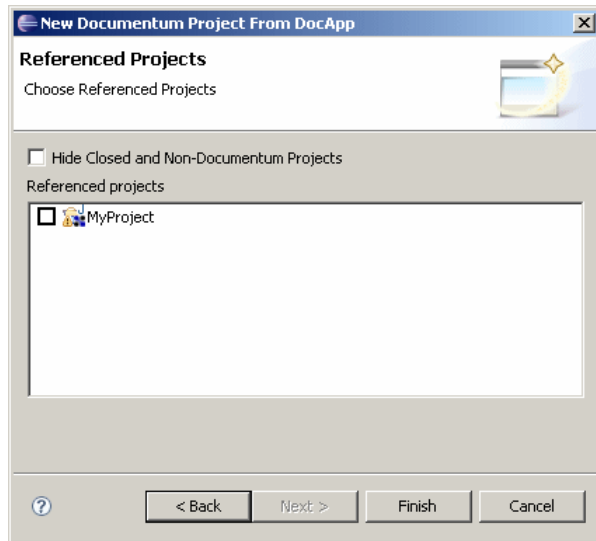 New Documentum Project From DocApp
Referenced Projects
Choose Referenced Projects
Hide Closed and Non-Documentum Projects
Referenced projects
MyProject
?
< Back
Next >
Finish
Cancel